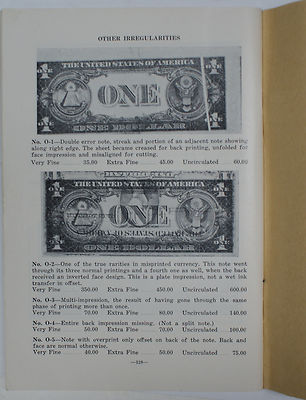 OTHER IRREGULARITIES
THE UNITED STATES OF AMERICA
ONE
ONE DOLLAR
No. O-1—Double error note, streak and portion of an adjacent note showing
along right edge. The sheet became creased for back printing, unfolded for
face impression and misaligned for cutting.
Very Fine 35.00 Extra Fine 45.00 Uncirculated 60.00
ONE
ONE DOLLAR
No. O-2—One of the true rarities in misprinted currency. This note went
through its three normal printings and a fourth one as well, when the back
received an inverted face design. This is a plate impression, not a wet ink
transfer in offset.
Very Fine 350.00 Extra Fine 450.00 Uncirculated 600.00
No. O-3—Multi-impression, the result of having gone through the same
phase of printing more than once.
Very Fine 70.00 Extra Fine 80.00 Uncirculated 140.00
No. O-4—Entire back impression missing. (Not a split note.)
Very Fine 50.00 Extra Fine 70.00 Uncirculated 100.00
No. O-5—Note with overprint only offset on back of the note. Back and
face are normal otherwise.
Very Fine 40.00 Extra Fine 50.00 Uncirculated 75.00